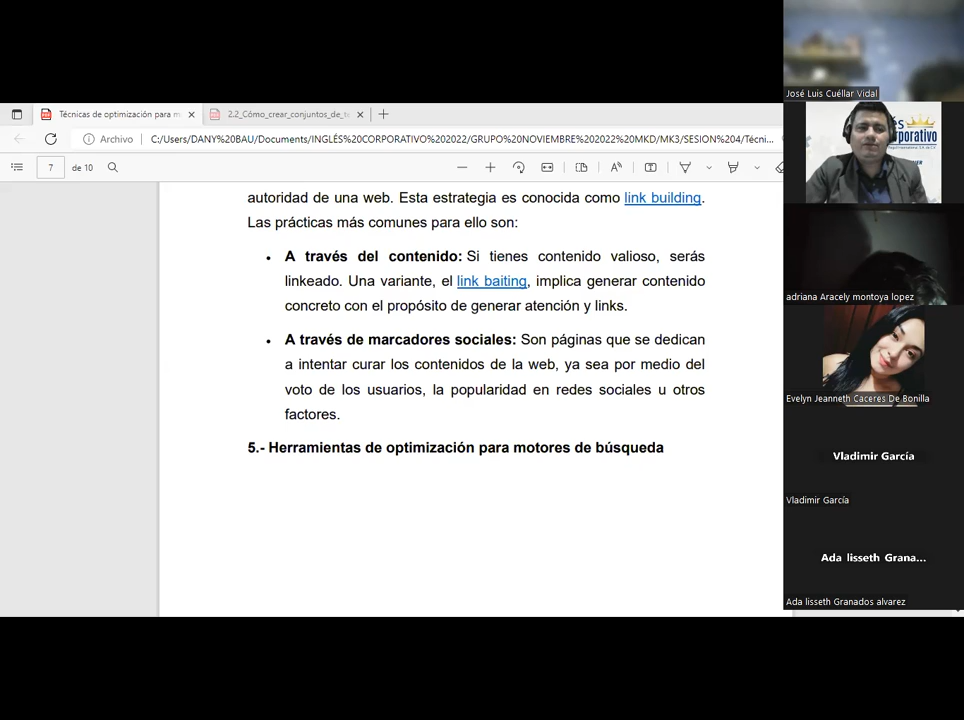 Técnicas de optimización para m
2.2_Cómo_crear_conjuntos_de_t
Archivo
C:/Users/DANY%20BAU/Documents/INGLÉS%20CORPORATIVO%202022/GRUPO%20NOVIEMBRE%202022%20MKD/MK3/SESION%204/Técni...
7
de 10
autoridad de una web. Esta estrategia es conocida como link building.
Las prácticas más comunes para ello son:
• A través del contenido: Si tienes contenido valioso, serás
linkeado. Una variante, el link baiting, implica generar contenido
concreto con el propósito de generar atención y links.
• A través de marcadores sociales: Son páginas que se dedican
a intentar curar los contenidos de la web, ya sea por medio del
voto de los usuarios, la popularidad en redes sociales u otros
factores.
5.- Herramientas de optimización para motores de búsqueda
José Luis Cuéllar Vidal
és
orporativo
adriana Aracely montoya lopez
Evelyn Jeanneth Caceres De Bonilla
Vladimir García
Vladimir García
Ada lisseth Grana...
Ada lisseth Granados alvarez